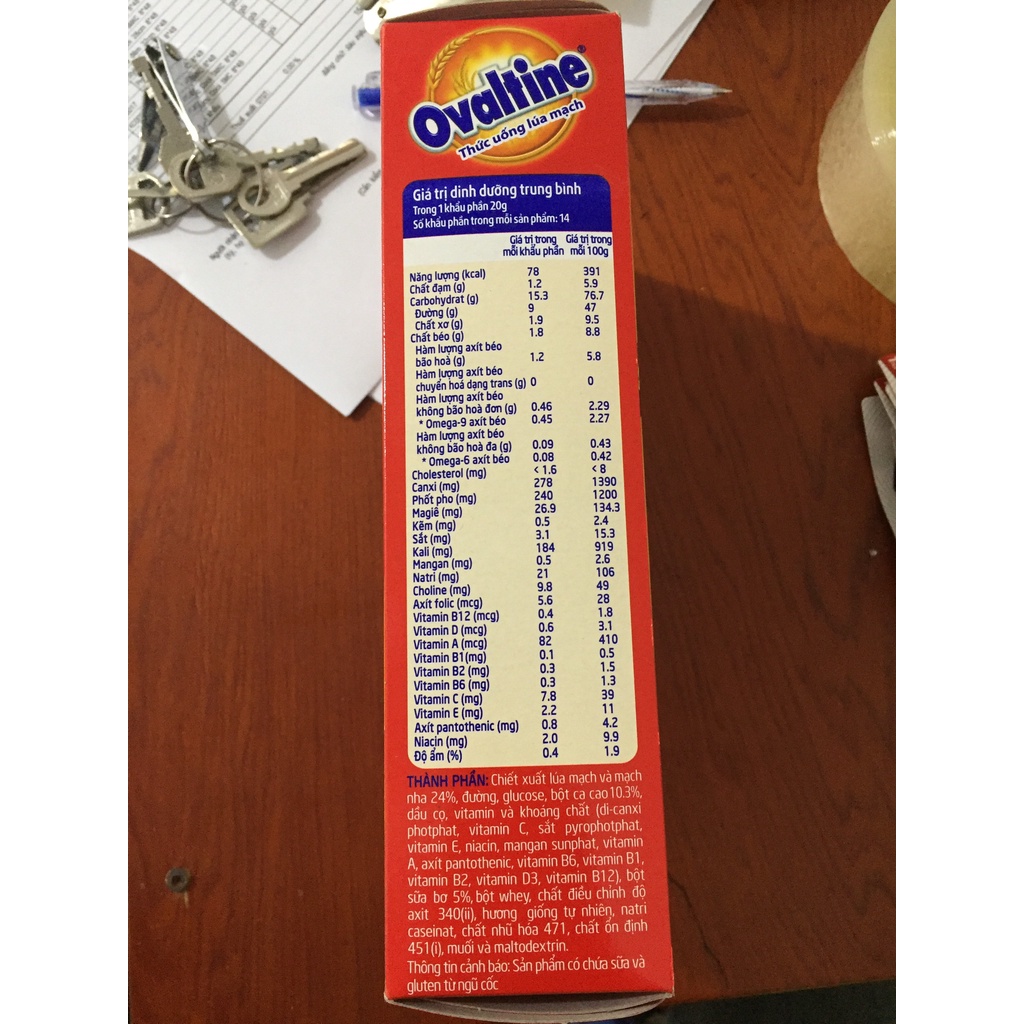 Ovaltine®
Thức uống lúa mạch
Giá trị dinh dưỡng trung bình
Trong 1 khẩu phần 20g
Số khẩu phần trong mỗi sản phẩm: 14
Giá trị trong mỗi khẩu phần Giá trị trong mỗi 100g
Năng lượng (kcal) 78 391
Chất đạm (g) 1.2 5.9
Carbohydrat (g) 15.3 76.7
Đường (g) 9 47
Chất xơ (g) 1.9 9.5
Chất béo (g) 1.8 8.8
Hàm lượng axít béo
bão hoà (g) 1.2 5.8
Hàm lượng axít béo
chuyển hoá dạng trans (g) 0 0
Hàm lượng axít béo
không bão hoà đơn (g) 0.46 2.29
* Omega-9 axít béo 0.45 2.27
Hàm lượng axít béo
không bão hoà đa (g) 0.09 0.43
* Omega-6 axít béo 0.08 0.42
Cholesterol (mg) < 1.6 < 8
Canxi (mg) 278 1390
Phốt pho (mg) 240 1200
Magiê (mg) 26.9 134.3
Kẽm (mg) 0.5 2.4
Sắt (mg) 3.1 15.3
Kali (mg) 184 919
Mangan (mg) 0.5 2.6
Natri (mg) 21 106
Choline (mg) 9.8 49
Axít folic (mcg) 5.6 28
Vitamin B12 (mcg) 0.4 1.8
Vitamin D (mcg) 0.6 3.1
Vitamin A (mcg) 82 410
Vitamin B1 (mg) 0.1 0.5
Vitamin B2 (mg) 0.3 1.5
Vitamin B6 (mg) 0.3 1.3
Vitamin C (mg) 7.8 39
Vitamin E (mg) 2.2 11
Axít pantothenic (mg) 0.8 4.2
Niacin (mg) 2.0 9.9
Độ ẩm (%) 0.4 1.9
THÀNH PHẦN: Chiết xuất lúa mạch và mạch
nha 24%, đường, glucose, bột ca cao 10.3%,
dầu cọ, vitamin và khoáng chất (di-canxi
photphat, vitamin C, sắt pyrophotphat,
vitamin E, niacin, mangan sunphat, vitamin
A, axít pantothenic, vitamin B6, vitamin B1,
vitamin B2, vitamin D3, vitamin B12), bột
sữa bơ 5%, bột whey, chất điều chỉnh độ
axit 340(ii), hương giống tự nhiên, natri
caseinat, chất nhũ hóa 471, chất ổn định
451(i), muối và maltodextrin.
Thông tin cảnh báo: Sản phẩm có chứa sữa và
gluten từ ngũ cốc